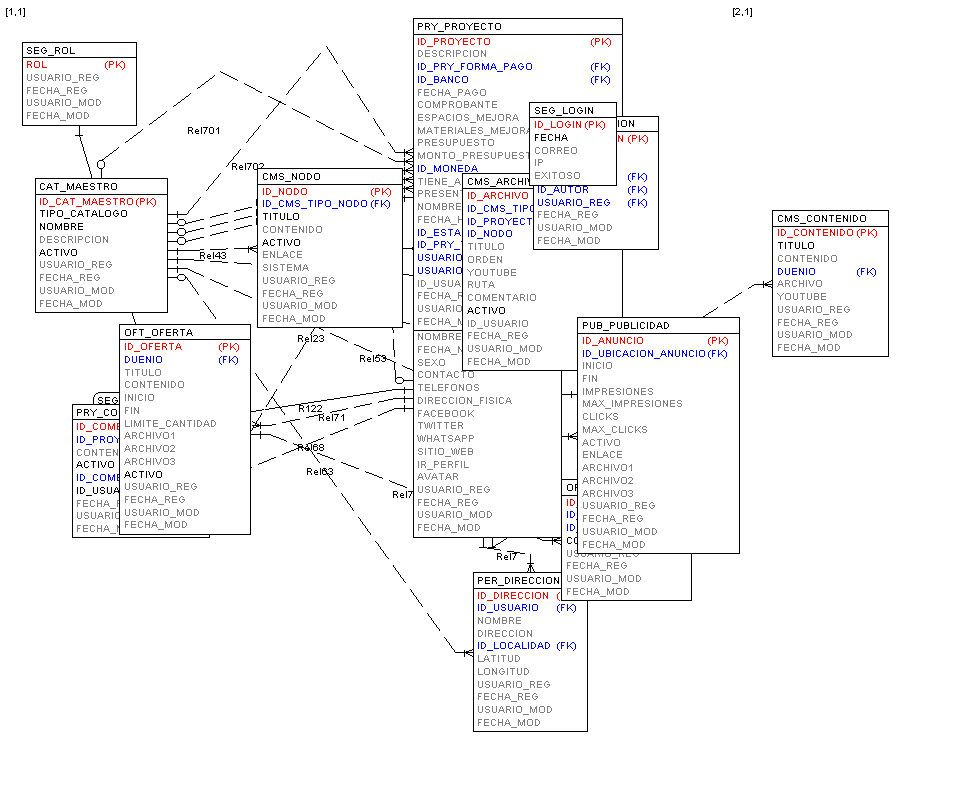 [1,1]
[2,1]
SEG_ROL
ROL (PK)
USUARIO_REG
FECHA_REG
USUARIO_MOD
FECHA_MOD
CAT_MAESTRO
ID_CAT_MAESTRO (PK)
TIPO_CATALOGO
NOMBRE
DESCRIPCION
ACTIVO
USUARIO_REG
FECHA_REG
USUARIO_MOD
FECHA_MOD
Rel701
Rel702
Rel43
CMS_NODO
ID_NODO (PK)
ID_CMS_TIPO_NODO (FK)
TITULO
CONTENIDO
ACTIVO
ENLACE
SISTEMA
USUARIO_REG
FECHA_REG
USUARIO_MOD
FECHA_MOD
Rel23
Rel53
R122
Rel71
Rel68
Rel63
Rel7
OFT_OFERTA
ID_OFERTA (PK)
DUENIO (FK)
TITULO
CONTENIDO
INICIO
FIN
LIMITE_CANTIDAD
ARCHIVO1
ARCHIVO2
ARCHIVO3
ACTIVO
USUARIO_REG
FECHA_REG
USUARIO_MOD
FECHA_MOD
SEG
PRY_CO
ID_COME
ID_PROY
CONTEN
ACTIVO
ID_COME
ID_USUA
FECHA_R
USUARIO
FECHA_M
PRY_PROYECTO
ID_PROYECTO (PK)
DESCRIPCION
ID_PRY_FORMA_PAGO (FK)
ID_BANCO (FK)
FECHA_PAGO
COMPROBANTE
ESPACIOS_MEJORA
MATERIALES_MEJORA
PRESUPUESTO
MONTO_PRESUPUEST
ID_MONEDA
TIENE_A
PRESENT
NOMBRE
FECHA_H
ID_ESTA
ID_PRY_
USUARIO
USUARIO
ID_USUA
FECHA_R
USUARIO
FECHA_M
NOMBRE
FECHA_N
SEXO
CONTACTO
TELEFONOS
DIRECCION_FISICA
FACEBOOK
TWITTER
WHATSAPP
SITIO_WEB
IR_PERFIL
AVATAR
USUARIO_REG
FECHA_REG
USUARIO_MOD
FECHA_MOD
SEG_LOGIN
ID_LOGIN (PK)
FECHA
CORREO
IP
EXITOSO
ION
N (PK)
(FK)
ID_AUTOR (FK)
USUARIO_REG (FK)
FECHA_REG
USUARIO_MOD
FECHA_MOD
CMS_ARCHIV
ID_ARCHIVO
ID_CMS_TIPO
ID_PROYECT
ID_NODO
TITULO
ORDEN
YOUTUBE
RUTA
COMENTARIO
ACTIVO
ID_USUARIO
FECHA_REG
USUARIO_MOD
FECHA_MOD
PUB_PUBLICIDAD
ID_ANUNCIO (PK)
ID_UBICACION_ANUNCIO (FK)
INICIO
FIN
IMPRESIONES
MAX_IMPRESIONES
CLICKS
MAX_CLICKS
ACTIVO
ENLACE
ARCHIVO1
ARCHIVO2
ARCHIVO3
USUARIO_REG
FECHA_REG
USUARIO_MOD
FECHA_MOD
ID_
ID_
ID_
USUARIO_REG
FECHA_REG
USUARIO_MOD
FECHA_MOD
Rel7
PER_DIRECCION
ID_DIRECCION (
ID_USUARIO (FK)
NOMBRE
DIRECCION
ID_LOCALIDAD (FK)
LATITUD
LONGITUD
USUARIO_REG
FECHA_REG
USUARIO_MOD
FECHA_MOD
CMS_CONTENIDO
ID_CONTENIDO (PK)
TITULO
CONTENIDO
DUENIO (FK)
ARCHIVO
YOUTUBE
USUARIO_REG
FECHA_REG
USUARIO_MOD
FECHA_MOD